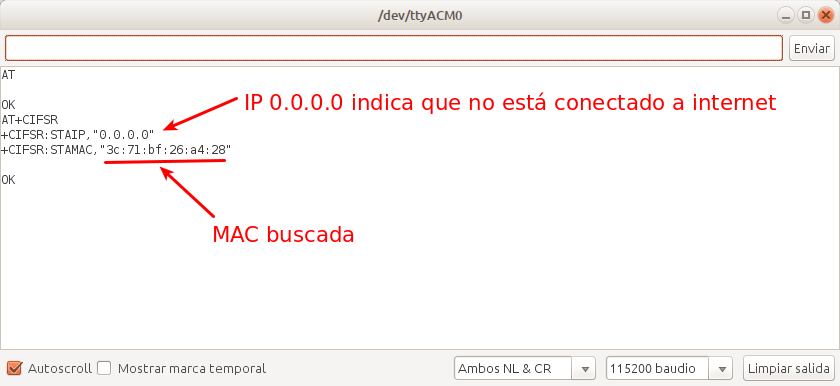 /dev/ttyACM0
Enviar
AT
OK
IP 0.0.0.0 indica que no está conectado a internet
AT+CIFSR
+CIFSR:STAIP,"0.0.0.0"
+CIFSR:STAMAC,"3c:71:bf:26:a4:28"
OK
MAC buscada
Autoscroll Mostrar marca temporal Ambos NL & CR 115200 baudio Limpiar salida